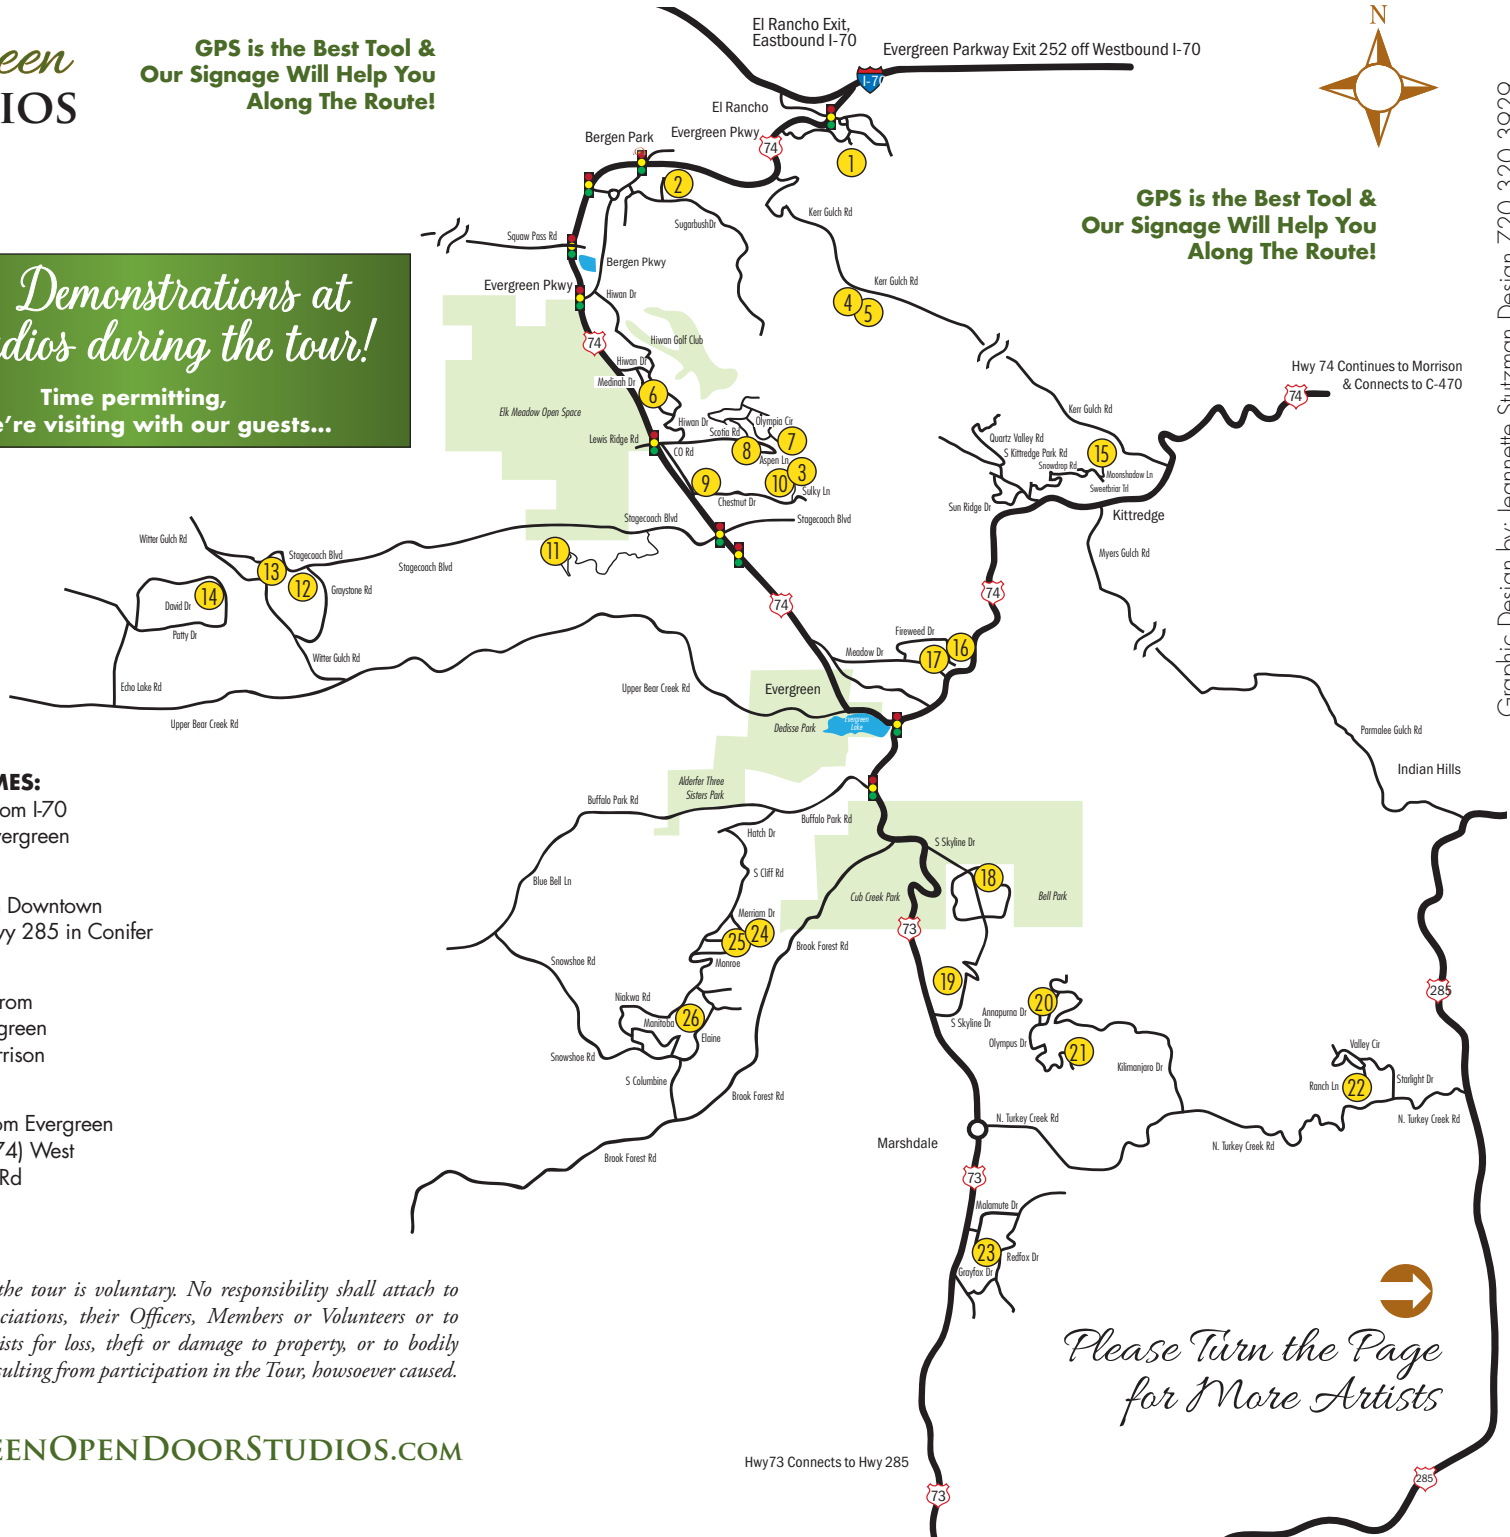 een
IOS
GPS is the Best Tool &
Our Signage Will Help You
Along The Route!
El Rancho Exit,
Eastbound I-70
Evergreen Parkway Exit 252 off Westbound I-70
I-70
N
El Rancho
Evergreen Pkwy
74
Bergen Park
1
2
Kerr Gulch Rd
SugarbushDr
Squaw Pass Rd
Bergen Pkwy
Evergreen Pkwy
Hiwan Dr
Kerr Gulch Rd
4
5
GPS is the Best Tool &
Our Signage Will Help You
Along The Route!
Graphic Design by: Jeannette Stutzman Design 720.320.3929
Demonstrations at
dios during the tour!
Time permitting,
e're visiting with our guests...
74
Hiwan Golf Club
Hiwan Dr
Medinah Dr
6
Elk Meadow Open Space
Hiwan Dr
Olympia Cir
Scotia Rd
7
Lewis Ridge Rd
CO Rd
8
Aspen Ln
3
9
10
Sulky Ln
Chestnut Dr
Hwy 74 Continues to Morrison
& Connects to C-470
74
Kerr Gulch Rd
Quartz Valley Rd
S Kittredge Park Rd
15
Snowdrop Rd
Moonshadow Ln
Sweetbriar Trl
Sun Ridge Dr
Kittredge
Myers Gulch Rd
Stagecoach Blvd
Stagecoach Blvd
Witter Gulch Rd
Stagecoach Blvd
Stagecoach Blvd
11
13
12
14
Graystone Rd
David Dr
Patty Dr
Witter Gulch Rd
Echo Lake Rd
Upper Bear Creek Rd
Upper Bear Creek Rd
74
74
Fireweed Dr
16
17
Meadow Dr
Evergreen
Dedisse Park
Evergreen
Lake
Parmalee Gulch Rd
Indian Hills
MES:
om I-70
vergreen
Downtown
vy 285 in Conifer
rom
green
rrison
om Evergreen
74) West
Rd
Alderfer Three
Sisters Park
Buffalo Park Rd
Buffalo Park Rd
Hatch Dr
S Cliff Rd
Blue Bell Ln
S Skyline Dr
18
Cub Creek Park
Bell Park
Merriam Dr
25
24
Monroe
Brook Forest Rd
73
Snowshoe Rd
19
Niakwa Rd
Manitoba
26
Elaine
Snowshoe Rd
S Columbine
Brook Forest Rd
Brook Forest Rd
Annapurna Dr
20
S Skyline Dr
Olympus Dr
21
Kilimanjaro Dr
285
Valley Cir
Ranch Ln
22
Starlight Dr
N. Turkey Creek Rd
N. Turkey Creek Rd
N. Turkey Creek Rd
Marshdale
73
Malamute Dr
23
Redfox Dr
Grayfox Dr
the tour is voluntary. No responsibility shall attach to
ciations, their Officers, Members or Volunteers or to
ists for loss, theft or damage to property, or to bodily
sulting from participation in the Tour, howsoever caused.
EENOPENDOORSTUDIOS.COM
Please Turn the Page
for More Artists
Hwy73 Connects to Hwy 285
73
285